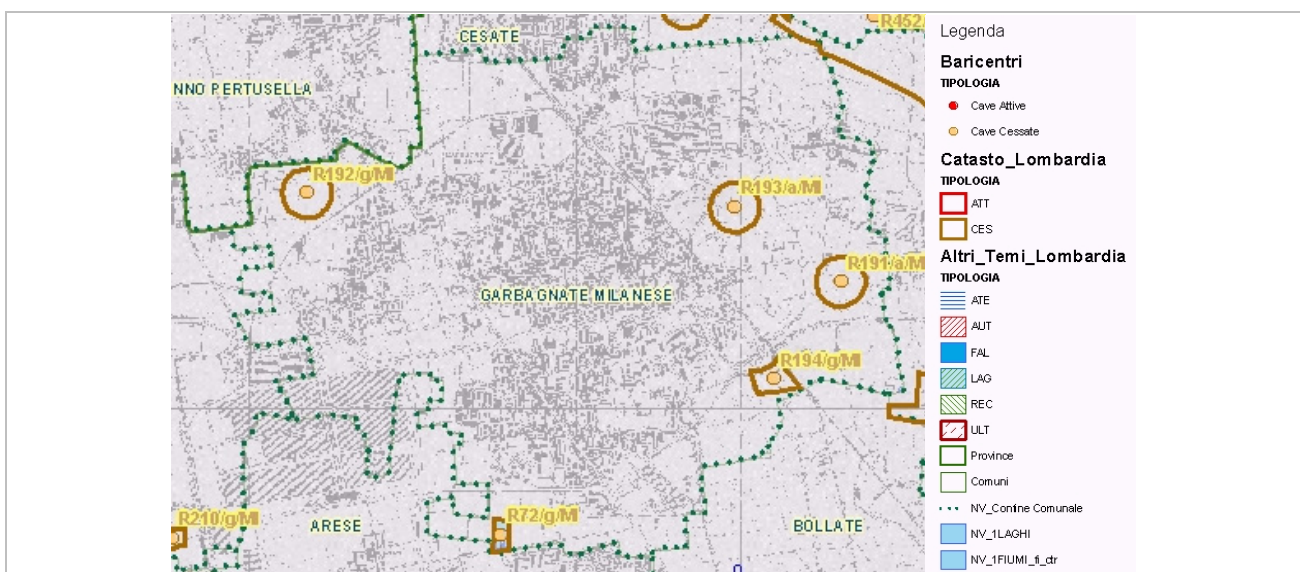 CESATE
R452/
NNO PERTUSELLA
R192/g/MI
R193/a/MI
R191/a/MI
GARBAGNATE MILANESE
R194/g/MI
R210/g/MI
ARESE
R72/g/MI
BOLLATE
0
Legenda
Baricentri
TIPOLOGIA
Cave Attive
Cave Cessate
Catasto_Lombardia
TIPOLOGIA
ATT
CES
Altri_Temi_Lombardia
TIPOLOGIA
ATE
AUT
FAL
LAG
REC
ULT
Province
Comuni
NV_Confine Comunale
NV_1LAGHI
NV_1FIUMI_fi_ctr